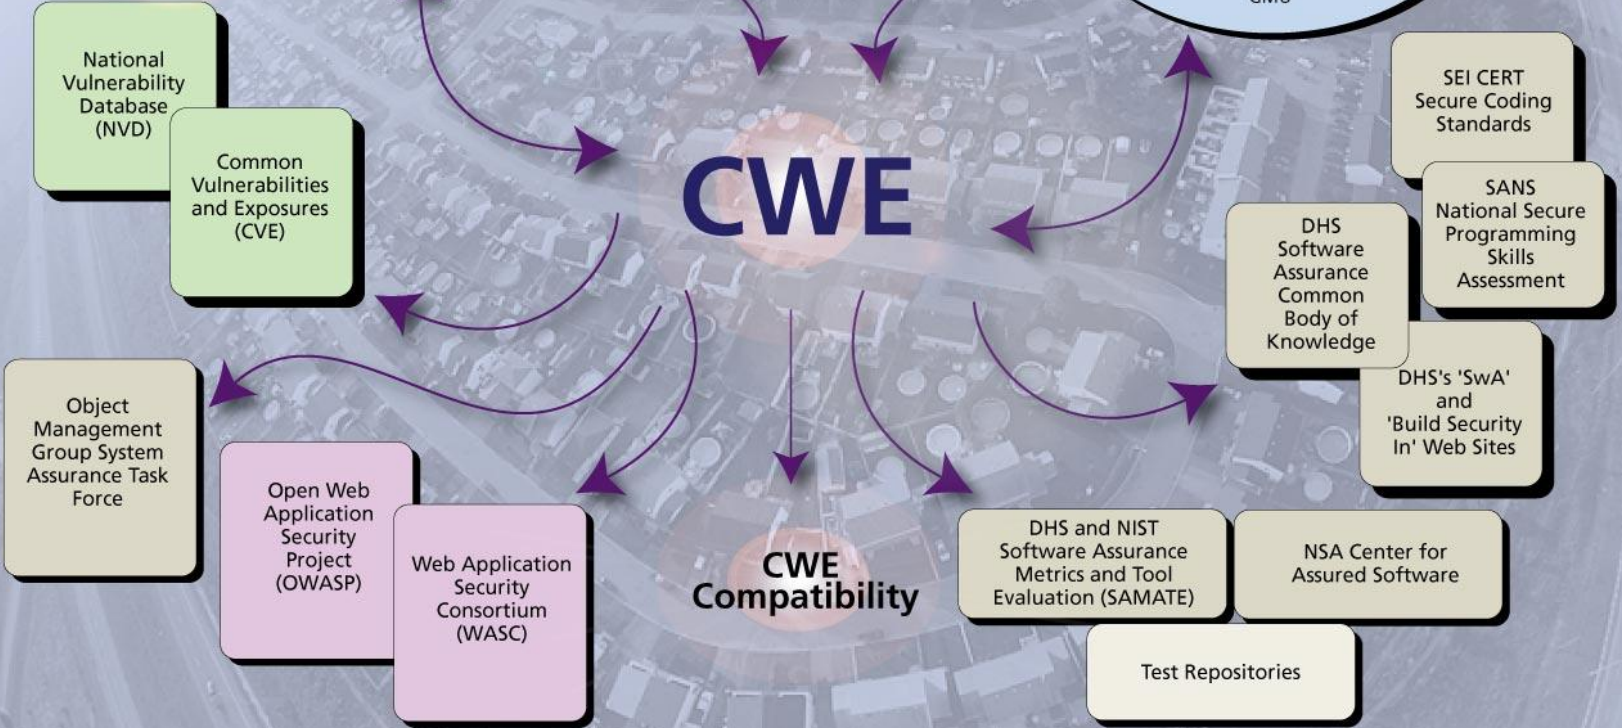 National
Vulnerability
Database
(NVD)
Common
Vulnerabilities
and Exposures
(CVE)
CWE
SEI CERT
Secure Coding
Standards
SANS
National Secure
Programming
Skills
Assessment
DHS
Software
Assurance
Common
Body of
Knowledge
DHS's 'SwA'
and
'Build Security
In' Web Sites
Object
Management
Group System
Assurance Task
Force
Open Web
Application
Security
Project
(OWASP)
Web Application
Security
Consortium
(WASC)
CWE
Compatibility
DHS and NIST
Software Assurance
Metrics and Tool
Evaluation (SAMATE)
NSA Center for
Assured Software
Test Repositories